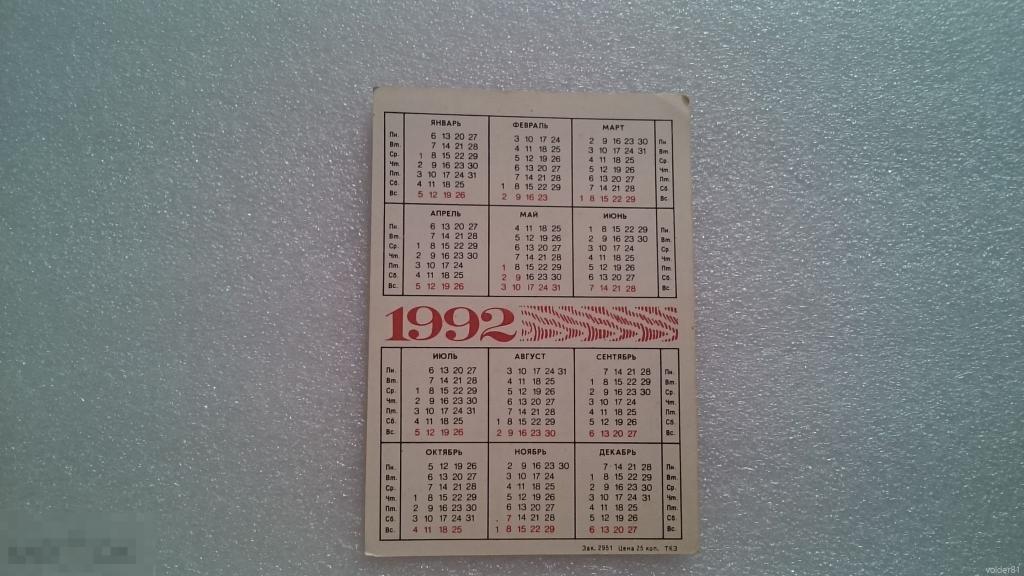 ЯНВАРЬ ФЕВРАЛЬ МАРТ
Пн. 6 13 20 27 3 10 17 24 2 9 16 23 30 Пн.
Вт. 7 14 21 28 4 11 18 25 3 10 17 24 31 Вт.
Ср. 1 8 15 22 29 5 12 19 26 4 11 18 25 Ср.
Чт. 2 9 16 23 30 6 13 20 27 5 12 19 26 Чт.
Пт. 3 10 17 24 31 7 14 21 28 6 13 20 27 Пт.
Сб. 4 11 18 25 1 8 15 22 29 7 14 21 28 Сб.
Вс. 5 12 19 26 2 9 16 23 1 8 15 22 29 Вс.
АПРЕЛЬ МАЙ ИЮНЬ
Пн. 6 13 20 27 4 11 18 25 1 8 15 22 29 Пн.
Вт. 7 14 21 28 5 12 19 26 2 9 16 23 30 Вт.
Ср. 1 8 15 22 29 6 13 20 27 3 10 17 24 Ср.
Чт. 2 9 16 23 30 7 14 21 28 4 11 18 25 Чт.
Пт. 3 10 17 24 1 8 15 22 29 5 12 19 26 Пт.
Сб. 4 11 18 25 2 9 16 23 30 6 13 20 27 Сб.
Вс. 5 12 19 26 3 10 17 24 31 7 14 21 28 Вс.
1992
ИЮЛЬ АВГУСТ СЕНТЯБРЬ
Пн. 6 13 20 27 3 10 17 24 31 7 14 21 28 Пн.
Вт. 7 14 21 28 4 11 18 25 1 8 15 22 29 Вт.
Ср. 1 8 15 22 29 5 12 19 26 2 9 16 23 30 Ср.
Чт. 2 9 16 23 30 6 13 20 27 3 10 17 24 Чт.
Пт. 3 10 17 24 31 7 14 21 28 4 11 18 25 Пт.
Сб. 4 11 18 25 1 8 15 22 29 5 12 19 26 Сб.
Вс. 5 12 19 26 2 9 16 23 30 6 13 20 27 Вс.
ОКТЯБРЬ НОЯБРЬ ДЕКАБРЬ
Пн. 5 12 19 26 2 9 16 23 30 7 14 21 28 Пн.
Вт. 6 13 20 27 3 10 17 24 1 8 15 22 29 Вт.
Ср. 7 14 21 28 4 11 18 25 2 9 16 23 30 Ср.
Чт. 1 8 15 22 29 5 12 19 26 3 10 17 24 31 Чт.
Пт. 2 9 16 23 30 6 13 20 27 4 11 18 25 Пт.
Сб. 3 10 17 24 31 7 14 21 28 5 12 19 26 Сб.
Вс. 4 11 18 25 1 8 15 22 29 6 13 20 27 Вс.
Зак. 2951 Цена 25 коп. ТКЭ
volder81